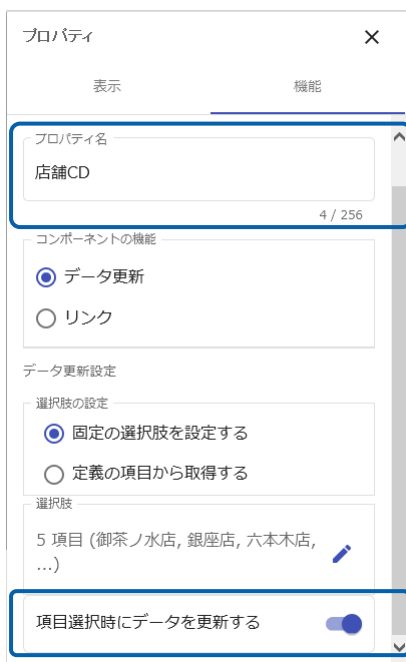 プロパティ
表示 機能
プロパティ名
店舗CD
4 / 256
コンポーネントの機能
データ更新
リンク
データ更新設定
選択肢の設定
固定の選択肢を設定する
定義の項目から取得する
選択肢
5 項目 (御茶ノ水店, 銀座店, 六本木店,
...)
項目選択時にデータを更新する